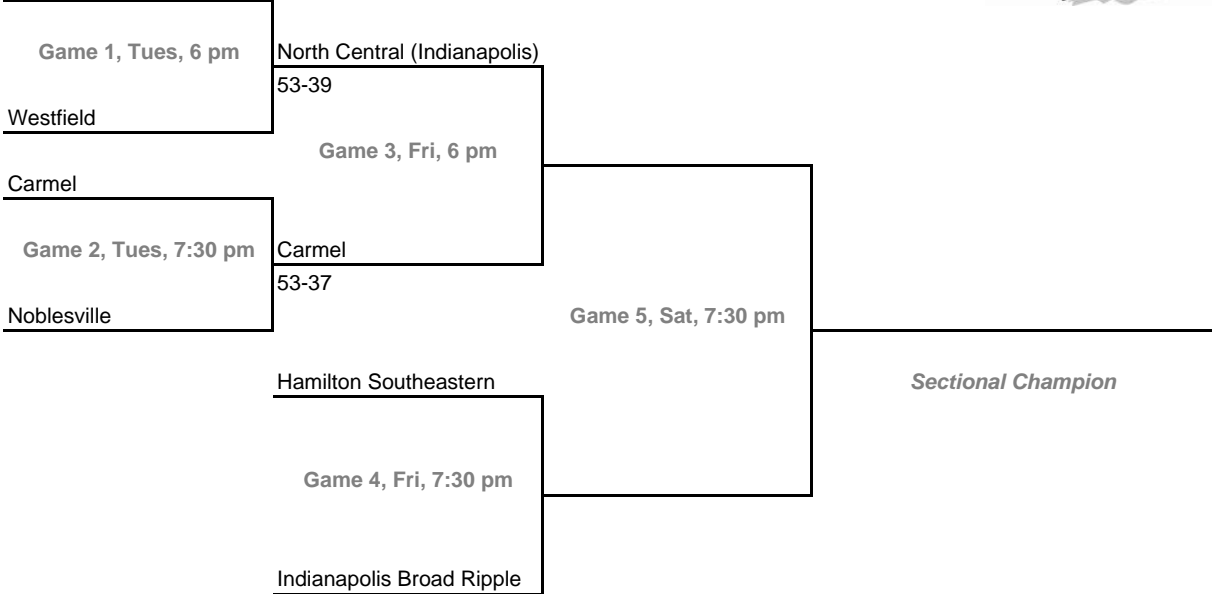 Game 1, Tues, 6 pm
North Central (Indianapolis)
53-39
Westfield
Game 3, Fri, 6 pm
Carmel
Game 2, Tues, 7:30 pm
Carmel
53-37
Noblesville
Game 5, Sat, 7:30 pm
Hamilton Southeastern
Sectional Champion
Game 4, Fri, 7:30 pm
Indianapolis Broad Ripple